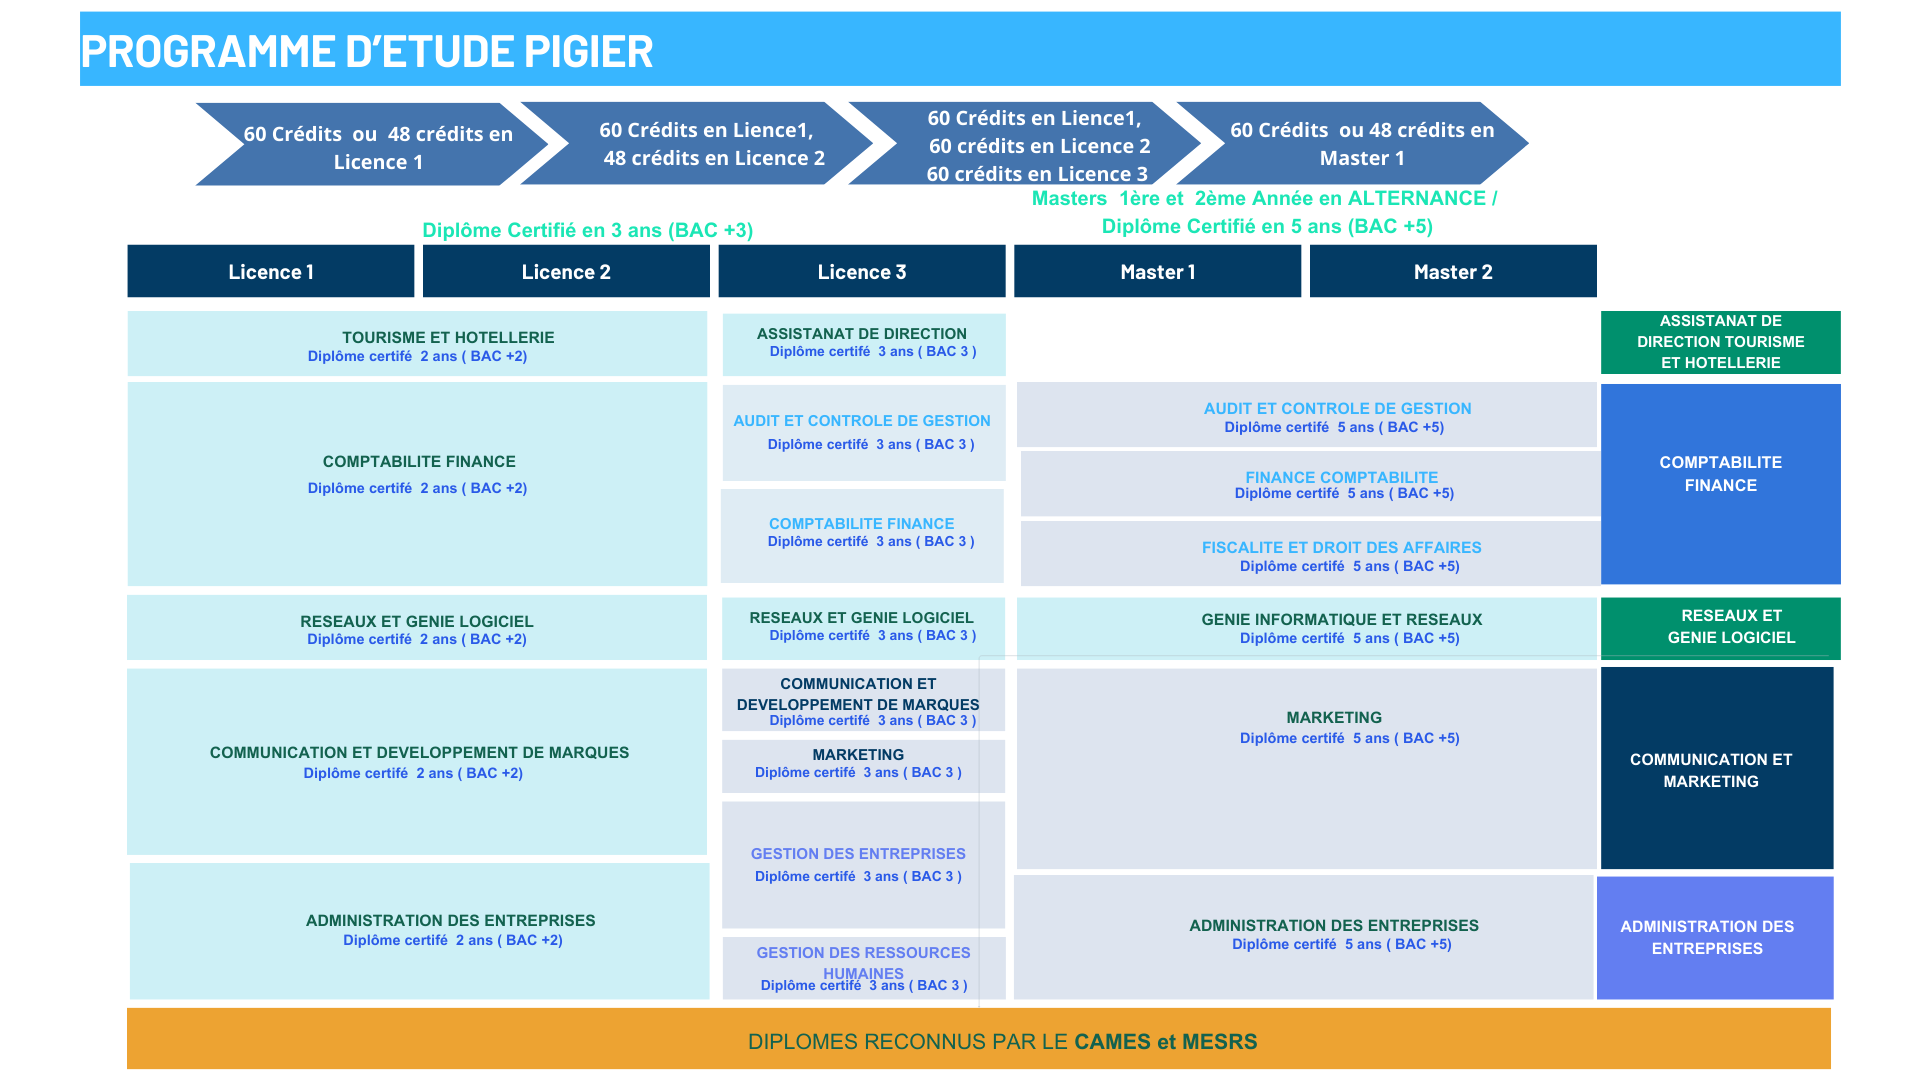 PROGRAMME D’ETUDE PIGIER
60 Crédits ou 48 crédits en
Licence 1
60 Crédits en Lience1,
48 crédits en Licence 2
60 Crédits en Lience1,
60 crédits en Licence 2
60 crédits en Licence 3
60 Crédits ou 48 crédits en
Master 1
Diplôme Certifié en 3 ans (BAC +3)
Masters 1ère et 2ème Année en ALTERNANCE /
Diplôme Certifié en 5 ans (BAC +5)
Licence 1
Licence 2
Licence 3
Master 1
Master 2
TOURISME ET HOTELLERIE
Diplôme certifé 2 ans ( BAC +2)
ASSISTANAT DE DIRECTION
Diplôme certifé 3 ans ( BAC 3 )
ASSISTANAT DE
DIRECTION TOURISME
ET HOTELLERIE
COMPTABILITE FINANCE
Diplôme certifé 2 ans ( BAC +2)
AUDIT ET CONTROLE DE GESTION
Diplôme certifé 3 ans ( BAC 3 )
COMPTABILITE FINANCE
Diplôme certifé 3 ans ( BAC 3 )
AUDIT ET CONTROLE DE GESTION
Diplôme certifé 5 ans ( BAC +5)
FINANCE COMPTABILITE
Diplôme certifé 5 ans ( BAC +5)
FISCALITE ET DROIT DES AFFAIRES
Diplôme certifé 5 ans ( BAC +5)
COMPTABILITE
FINANCE
RESEAUX ET GENIE LOGICIEL
Diplôme certifé 2 ans ( BAC +2)
RESEAUX ET GENIE LOGICIEL
Diplôme certifé 3 ans ( BAC 3 )
GENIE INFORMATIQUE ET RESEAUX
Diplôme certifé 5 ans ( BAC +5)
RESEAUX ET
GENIE LOGICIEL
COMMUNICATION ET DEVELOPPEMENT DE MARQUES
Diplôme certifé 2 ans ( BAC +2)
COMMUNICATION ET
DEVELOPPEMENT DE MARQUES
Diplôme certifé 3 ans ( BAC 3 )
MARKETING
Diplôme certifé 3 ans ( BAC 3 )
GESTION DES ENTREPRISES
Diplôme certifé 3 ans ( BAC 3 )
MARKETING
Diplôme certifé 5 ans ( BAC +5)
COMMUNICATION ET
MARKETING
ADMINISTRATION DES ENTREPRISES
Diplôme certifé 2 ans ( BAC +2)
GESTION DES RESSOURCES
HUMAINES
Diplôme certifé 3 ans ( BAC 3 )
ADMINISTRATION DES ENTREPRISES
Diplôme certifé 5 ans ( BAC +5)
ADMINISTRATION DES
ENTREPRISES
DIPLOMES RECONNUS PAR LE CAMES et MESRS